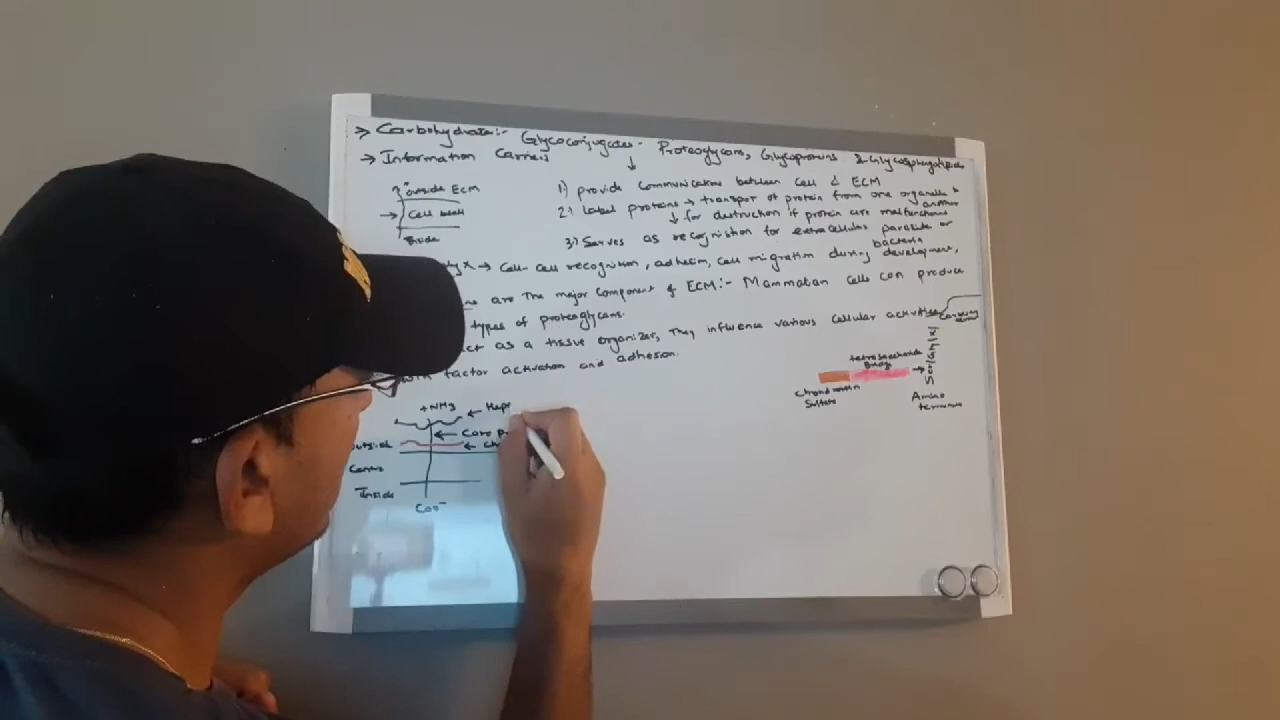 → Carbohydrate:- Glycoconjugates- Proteoglycans, Glycoproteins & Glycosphingolipids
→ Information Carriers
outside ECM
Cell wall
Inside
1) provide communication between cell & ECM
2) Label proteins → transport of protein from one organelle to another
↓ for destruction if protein are malfunctional
3) Serves as recognition for extracellular parasite or bacteria
→ Cell-Cell recognition, adhesion, cell migration during development,
are the major component of ECM:- Mammalian cells can produce
types of proteoglycans.
act as a tissue organizer, They influence various cellular activities
factor activation and adhesion.
tetrasaccharide Bridge
Chondroitin Sulfate
Amino terminus
+NH3
← Hep
← Core p
outside
← Ch
Inside
Coo-